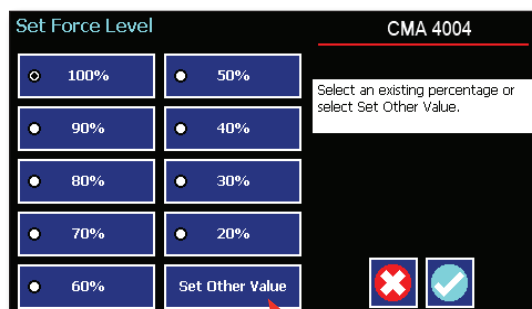 Set Force Level
CMA 4004
100%
50%
90%
40%
80%
30%
70%
20%
60%
Set Other Value
Select an existing percentage or
select Set Other Value.